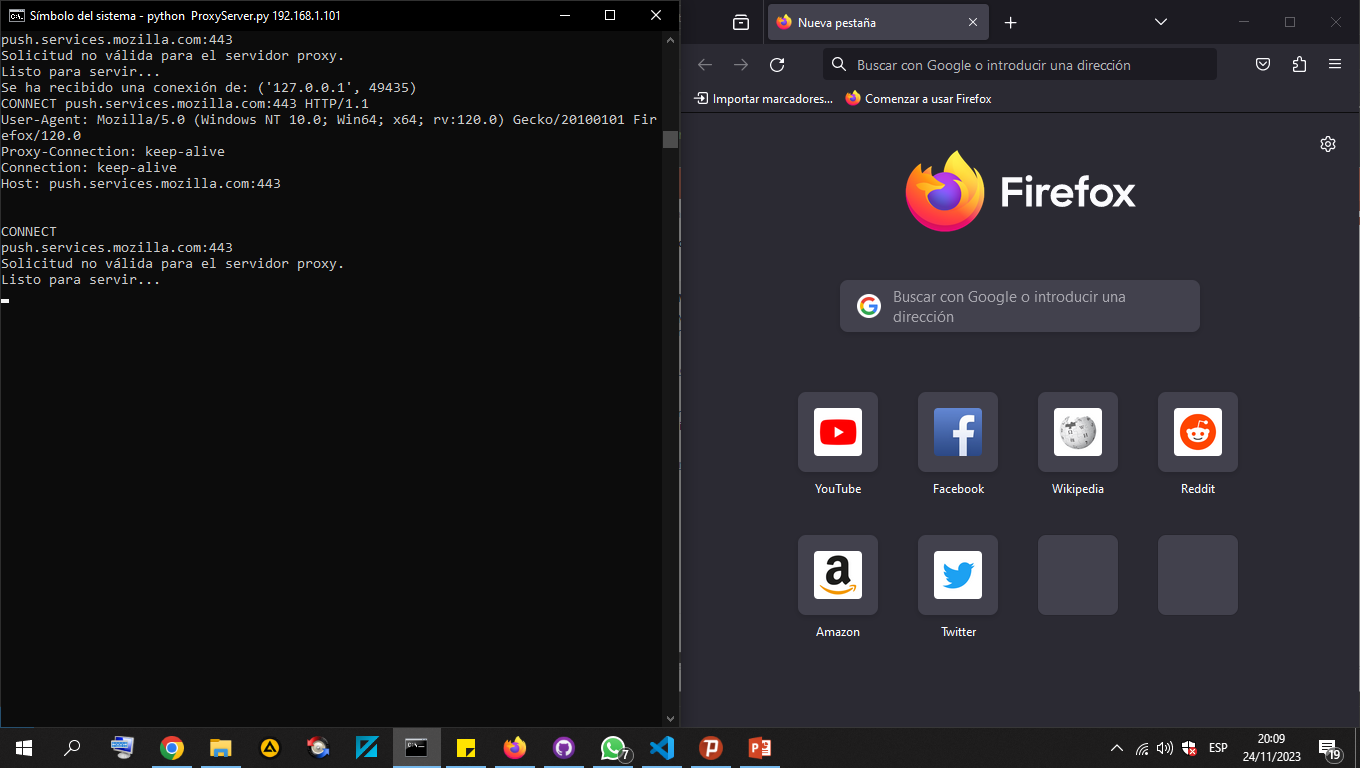 Símbolo del sistema - python  ProxyServer.py 192.168.1.101
push.services.mozilla.com:443
Solicitud no válida para el servidor proxy.
Listo para servir...
Se ha recibido una conexión de: ('127.0.0.1', 49435)
CONNECT push.services.mozilla.com:443 HTTP/1.1
User-Agent: Mozilla/5.0 (Windows NT 10.0; Win64; x64; rv:120.0) Gecko/20100101 Fir
efox/120.0
Proxy-Connection: keep-alive
Connection: keep-alive
Host: push.services.mozilla.com:443
CONNECT
push.services.mozilla.com:443
Solicitud no válida para el servidor proxy.
Listo para servir...
Nueva pestaña
Buscar con Google o introducir una dirección
Importar marcadores...
Comenzar a usar Firefox
Firefox
Buscar con Google o introducir una
dirección
YouTube
Facebook
Wikipedia
Reddit
Amazon
Twitter
7
ESP
20:09
24/11/2023
19